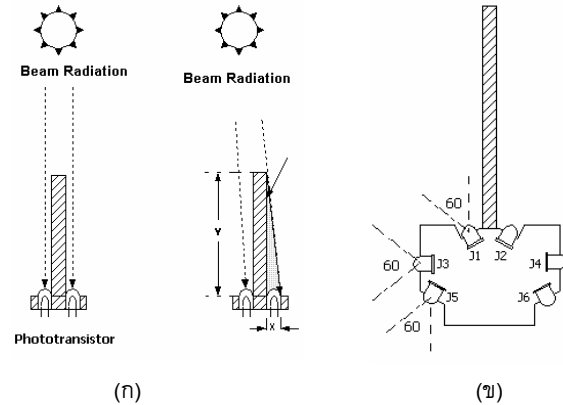 Beam Radiation
Beam Radiation
Y
X
Phototransistor
60
J1
J2
J3
J4
60
J5
J6
60
(ก)
(ข)